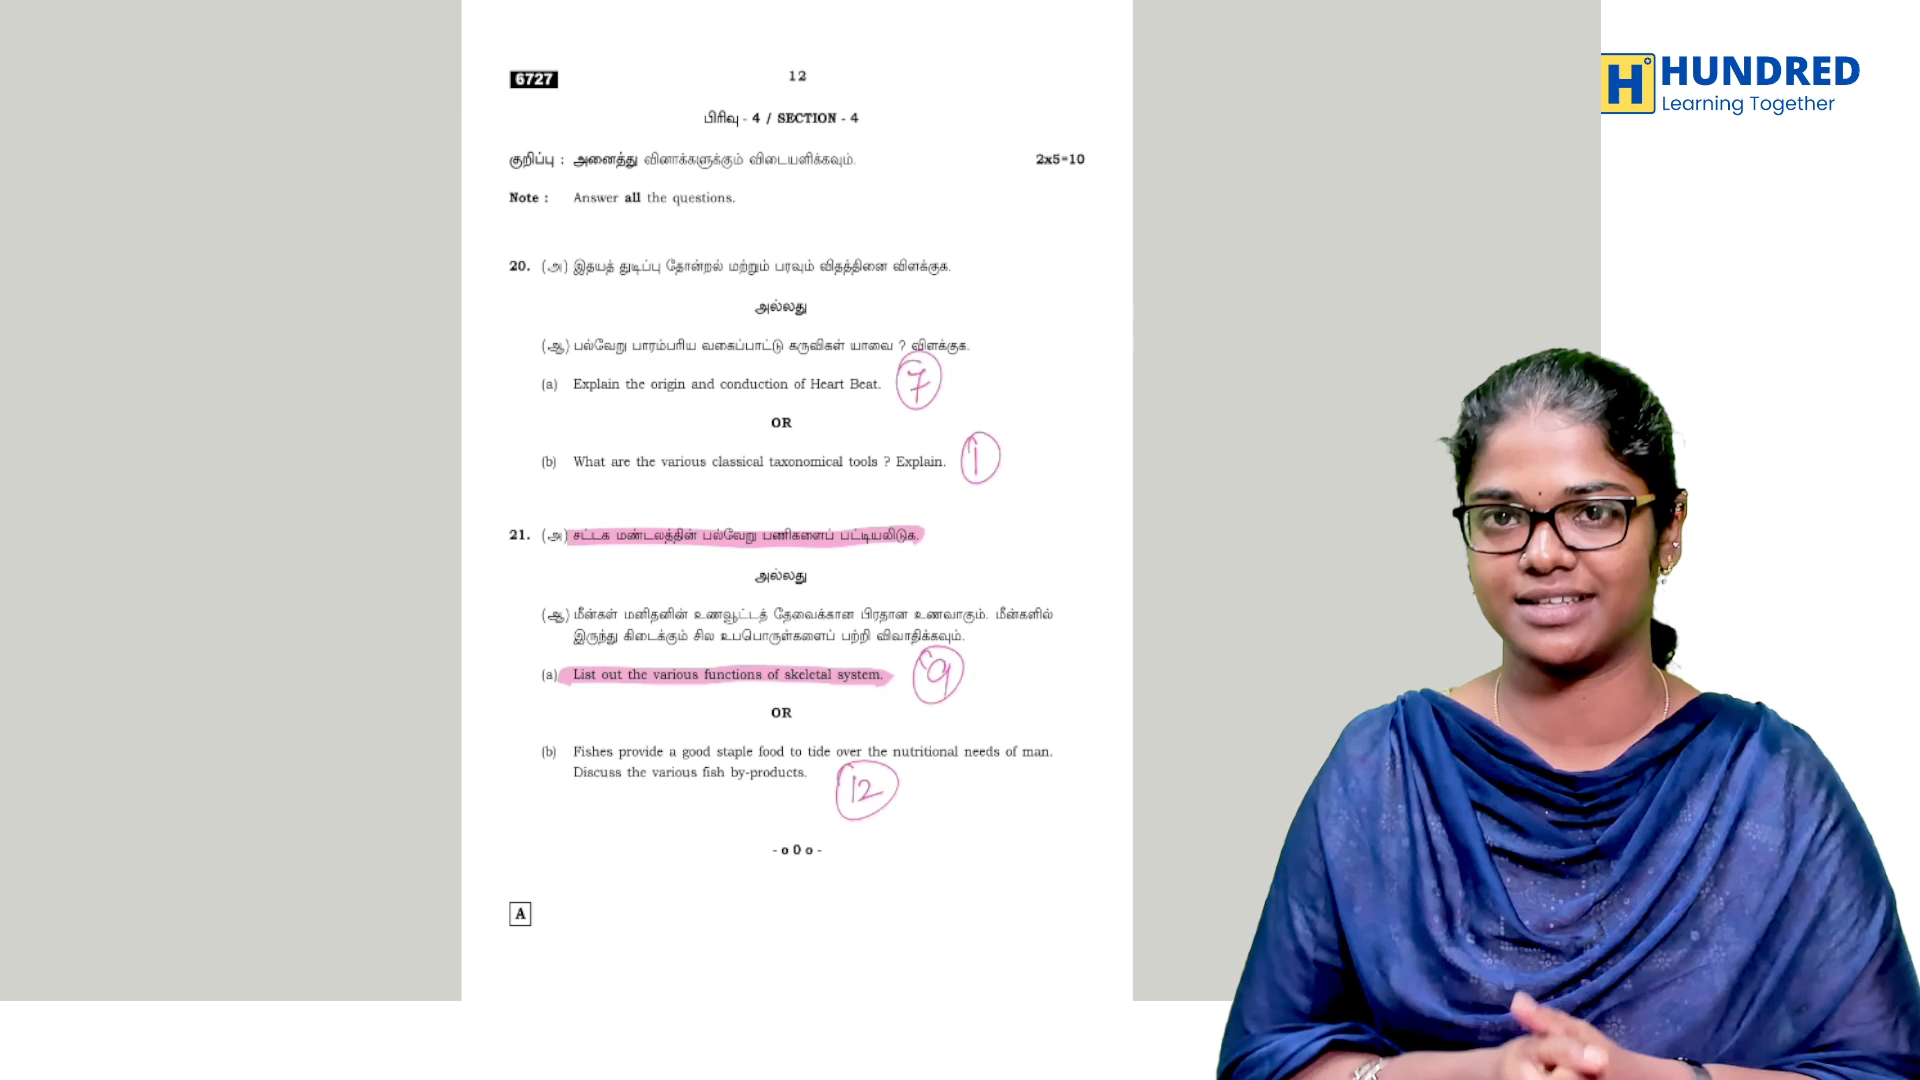 6727
12
பிரிவு - 4 / SECTION - 4
குறிப்பு : அனைத்து வினாக்களுக்கும் விடையளிக்கவும். 2x5=10
Note : Answer all the questions.
20. (அ) இதயத் துடிப்பு தோன்றல் மற்றும் பரவும் விதத்தினை விளக்குக.
அல்லது
(ஆ) பல்வேறு பாரம்பரிய வகைப்பாட்டு கருவிகள் யாவை ? விளக்குக.
(a) Explain the origin and conduction of Heart Beat. 7
OR
(b) What are the various classical taxonomical tools ? Explain. 1
21. (அ) சட்டக மண்டலத்தின் பல்வேறு பணிகளைப் பட்டியலிடுக.
அல்லது
(ஆ) மீன்கள் மனிதனின் உணவூட்டத் தேவைக்கான பிரதான உணவாகும். மீன்களில்
இருந்து கிடைக்கும் சில உபபொருள்களைப் பற்றி விவாதிக்கவும்.
(a) List out the various functions of skeletal system. 9
OR
(b) Fishes provide a good staple food to tide over the nutritional needs of man.
Discuss the various fish by-products. 12
- o 0 o -
A
H HUNDRED
Learning Together